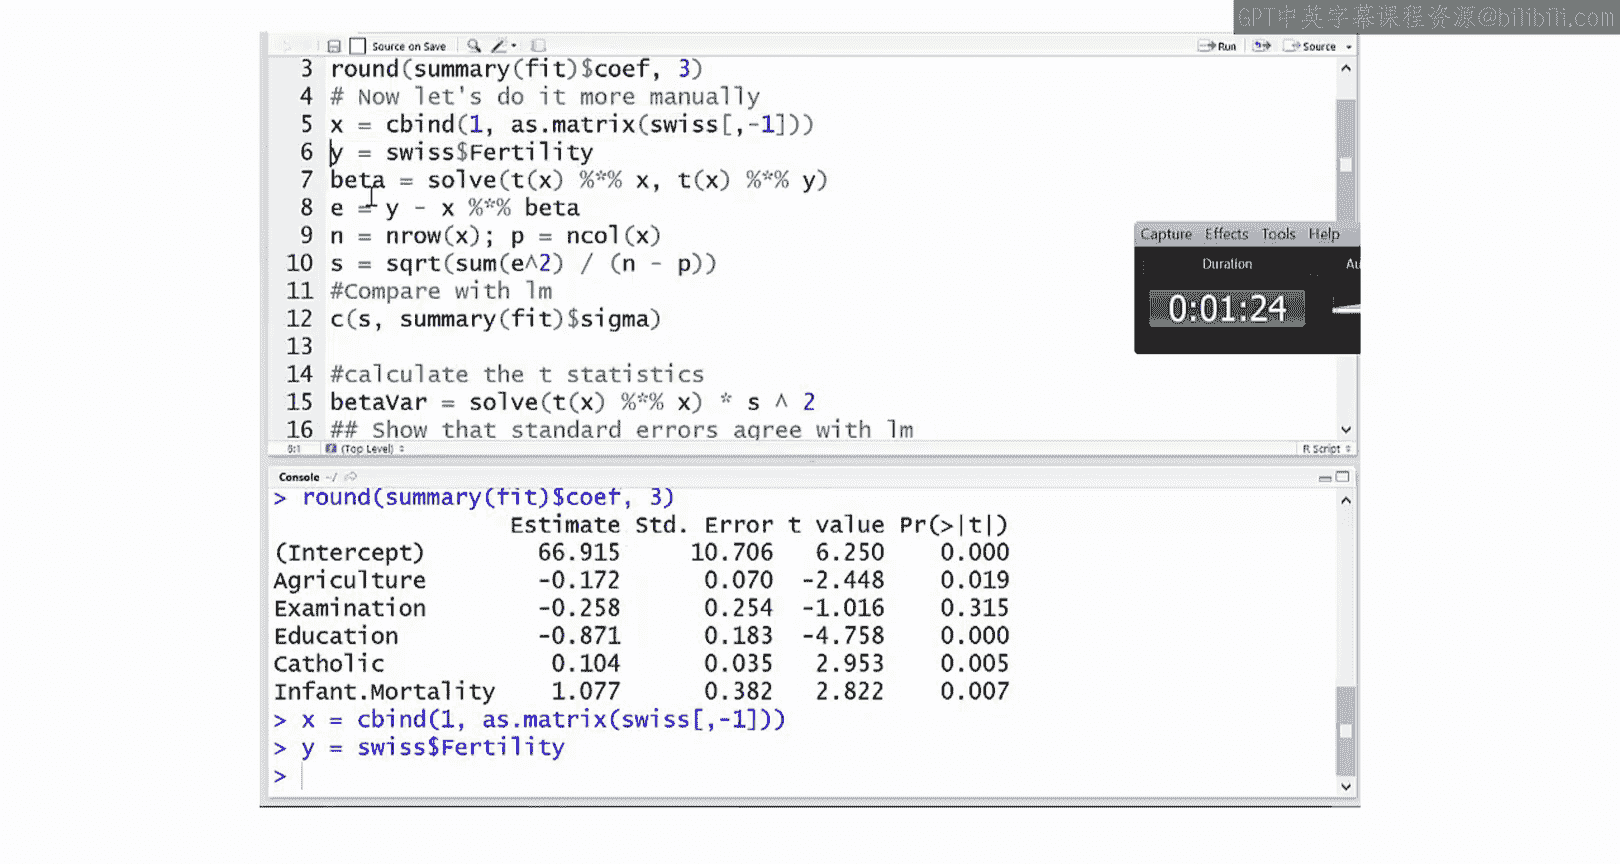 GPT中英字幕课程资源@bilibili.com
Source on Save
Run
Source
3 round(summary(fit)$coef, 3)
4 # Now let's do it more manually
5 x = cbind(1, as.matrix(swiss[,-1]))
6 y = swiss$Fertility
7 beta = solve(t(x) %*% x, t(x) %*% y)
8 e = y - x %*% beta
9 n = nrow(x); p = ncol(x)
10 s = sqrt(sum(e^2) / (n - p))
11 #Compare with lm
12 c(s, summary(fit)$sigma)
13
14 #calculate the t statistics
15 betaVar = solve(t(x) %*% x) * s ^ 2
16 ## Show that standard errors agree with lm
6:1 (Top Level)
R Script
Capture Effects Tools Help
Duration
Au
0:01:24
Console ~/
> round(summary(fit)$coef, 3)
Estimate Std. Error t value Pr(>|t|)
(Intercept) 66.915 10.706 6.250 0.000
Agriculture -0.172 0.070 -2.448 0.019
Examination -0.258 0.254 -1.016 0.315
Education -0.871 0.183 -4.758 0.000
Catholic 0.104 0.035 2.953 0.005
Infant.Mortality 1.077 0.382 2.822 0.007
> x = cbind(1, as.matrix(swiss[,-1]))
> y = swiss$Fertility
>